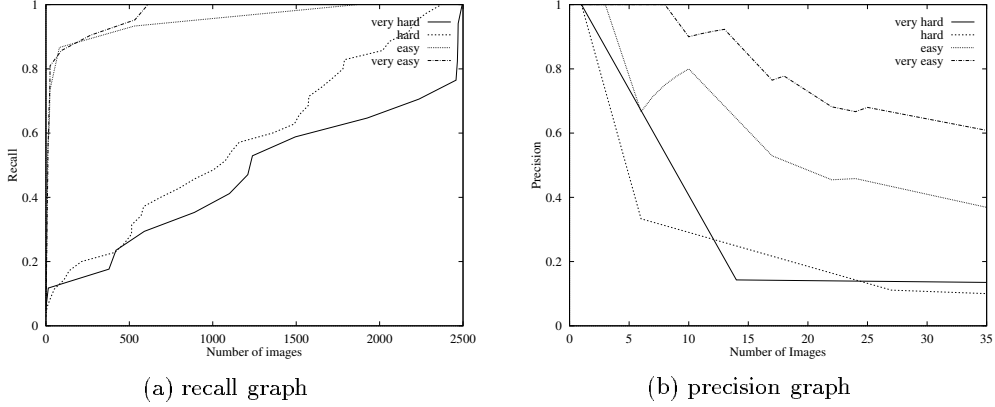 1
0.8
0.6
0.4
0.2
0
Recall
0
500
1000
1500
2000
2500
Number of images
very hard
hard
easy
very easy
(a) recall graph
1
0.8
0.6
0.4
0.2
0
Precision
0
5
10
15
20
25
30
35
Number of Images
very hard
hard
easy
very easy
(b) precision graph